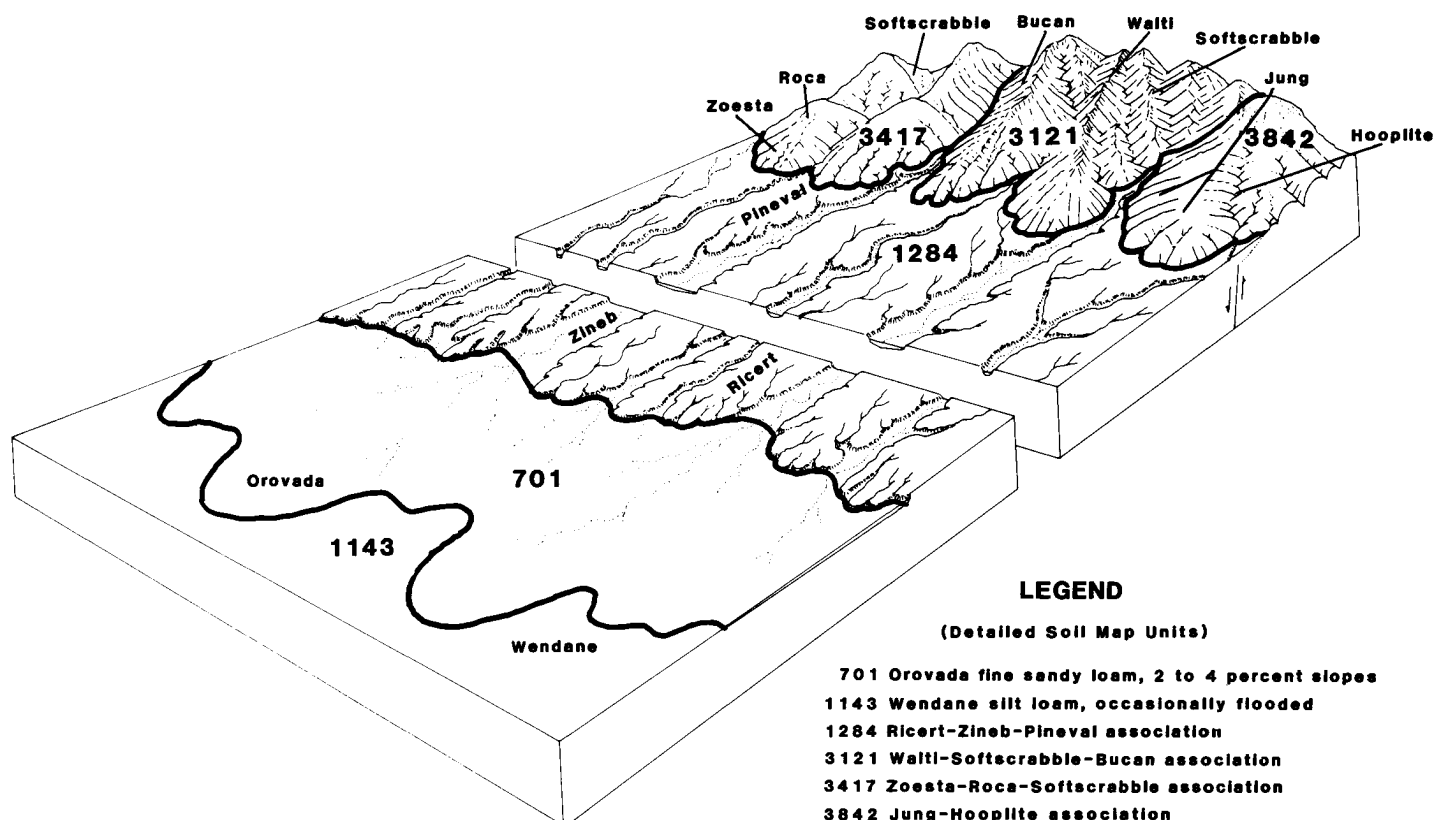 Softscrabble
Bucan
Walti
Softscrabble
Roca
Jung
Zoesta
Hooplite
3417
3121
3842
Pineval
1284
Zineb
Ricert
701
Orovada
1143
Wendane
LEGEND
(Detailed Soil Map Units)
701 Orovada fine sandy loam, 2 to 4 percent slopes
1143 Wendane silt loam, occasionally flooded
1284 Ricert-Zineb-Pineval association
3121 Walti-Softscrabble-Bucan association
3417 Zoesta-Roca-Softscrabble association
3842 Jung-Hooplite association